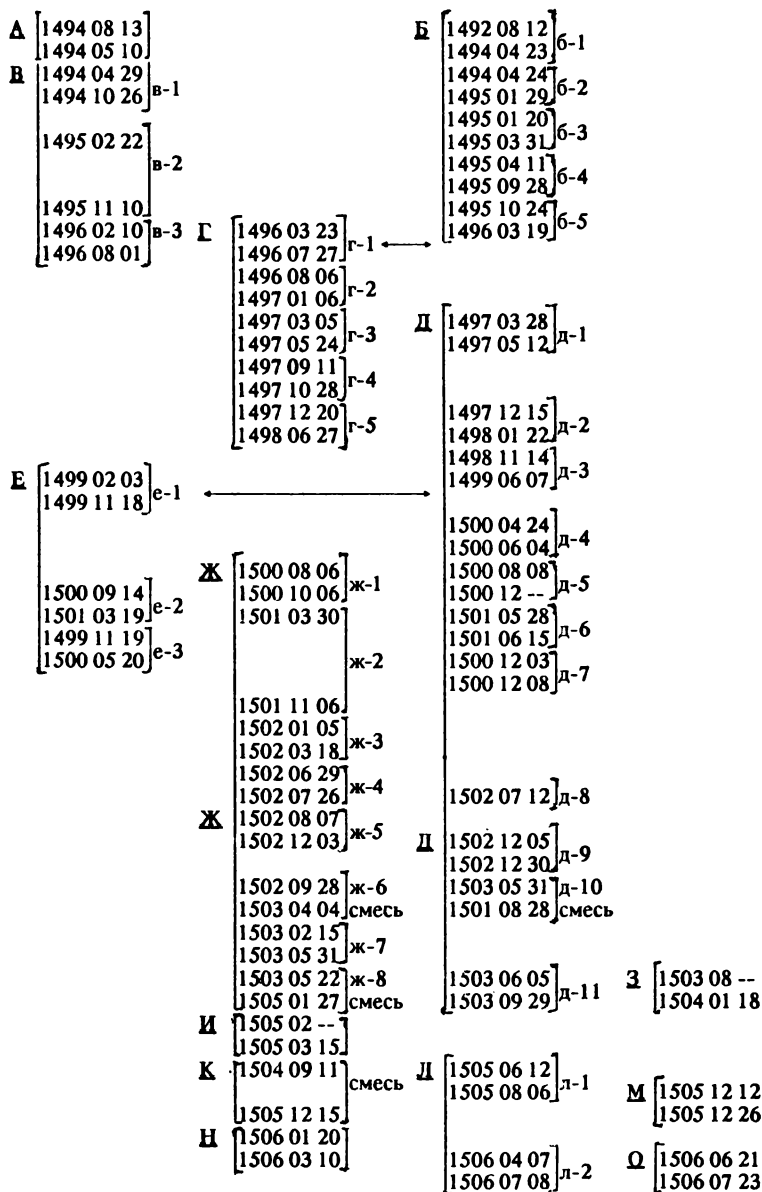 А 1494 08 13 Б 1492 08 12
1494 05 10 1494 04 23 б-1
В 1494 04 29 1494 04 24
1494 10 26 в-1 1495 01 29 б-2
1495 01 20
1495 02 22 1495 03 31 б-3
в-2 1495 04 11
1495 11 10 1495 09 28 б-4
1496 02 10 в-3 1495 10 24
1496 08 01 1496 03 19 б-5
Г 1496 03 23
1496 07 27 г-1
1496 08 06
1497 01 06 г-2
1497 03 05 Д 1497 03 28
1497 05 24 г-3 1497 05 12 д-1
1497 09 11
1497 10 28 г-4
1497 12 20 1497 12 15
1498 06 27 г-5 1498 01 22 д-2
Е 1499 02 03 1498 11 14
1499 11 18 е-1 1499 06 07 д-3
1500 04 24
1500 06 04 д-4
Ж 1500 08 06 1500 08 08
1500 09 14 1500 10 06 ж-1 1500 12 -- д-5
1501 03 19 е-2 1501 03 30 1501 05 28
1499 11 19 1501 06 15 д-6
1500 05 20 е-3 ж-2 1500 12 03
1501 11 06 1500 12 08 д-7
1502 01 05
1502 03 18 ж-3
1502 06 29
1502 07 26 ж-4 1502 07 12 д-8
Ж 1502 08 07 Д 1502 12 05
1502 12 03 ж-5 1502 12 30 д-9
1502 09 28 ж-6 1503 05 31 д-10
1503 04 04 смесь 1501 08 28 смесь
1503 02 15
1503 05 31 ж-7
1503 05 22 ж-8 1503 06 05 З 1503 08 --
1505 01 27 смесь 1503 09 29 д-11 1504 01 18
И 1505 02 --
1505 03 15
К 1504 09 11 смесь Л 1505 06 12
1505 12 15 1505 08 06 л-1 М 1505 12 12
1505 12 26
Н 1506 01 20
1506 03 10 1506 04 07 О 1506 06 21
1506 07 08 л-2 1506 07 23